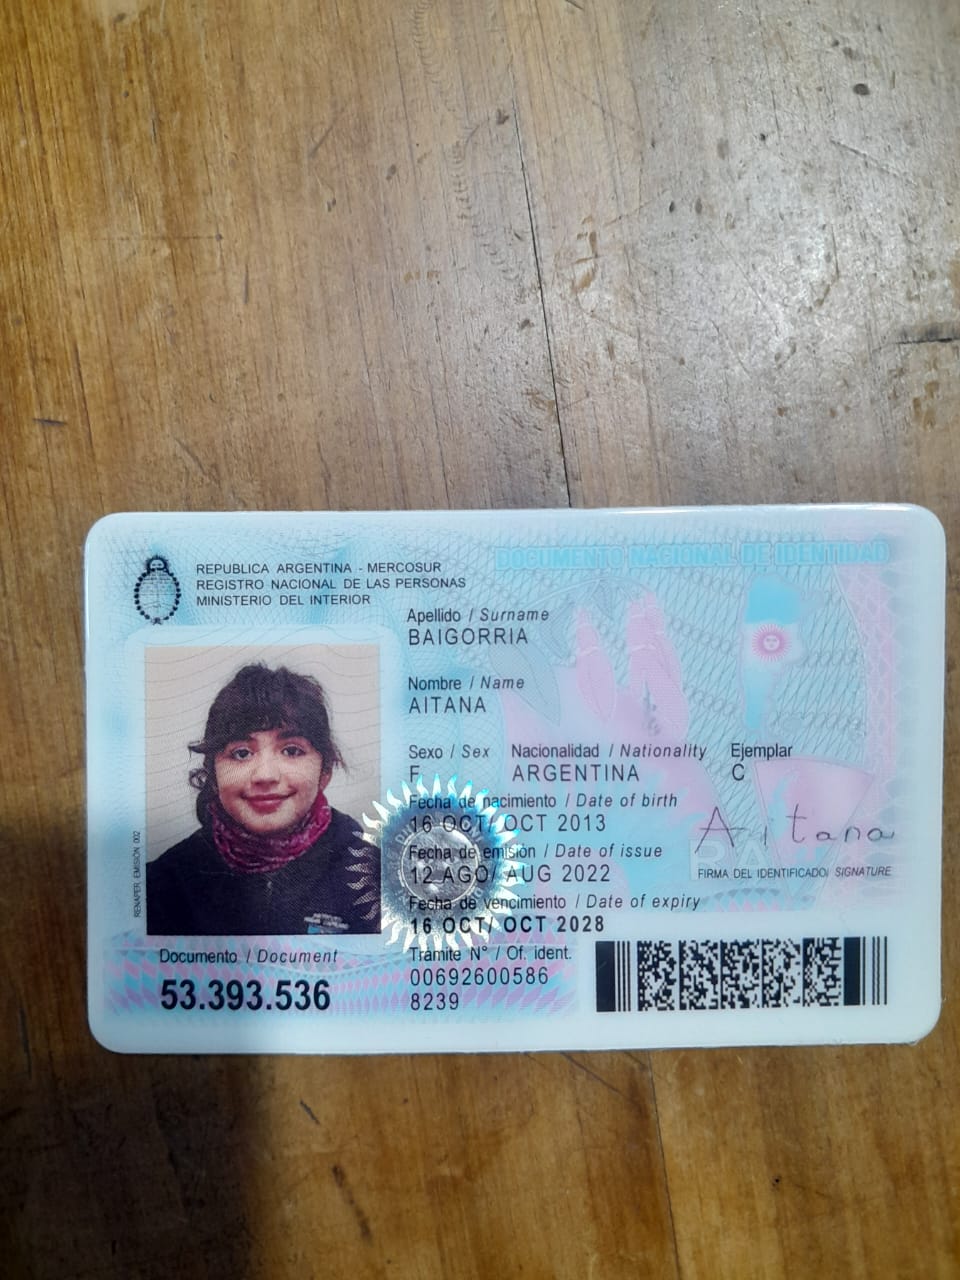 REPUBLICA ARGENTINA - MERCOSUR
REGISTRO NACIONAL DE LAS PERSONAS
MINISTERIO DEL INTERIOR
DOCUMENTO NACIONAL DE IDENTIDAD
Apellido / Surname
BAIGORRIA
Nombre / Name
AITANA
Sexo / Sex Nacionalidad / Nationality Ejemplar
F ARGENTINA C
Fecha de nacimiento / Date of birth
16 OCT/ OCT 2013
Fecha de emisión / Date of issue
12 AGO/ AUG 2022
Fecha de vencimiento / Date of expiry
16 OCT/ OCT 2028
Aitana
RA
FIRMA DEL IDENTIFICADO/ SIGNATURE
RENAPER EMISIÓN 002
Documento / Document
53.393.536
Trámite N° / Of. ident.
00692600586
8239